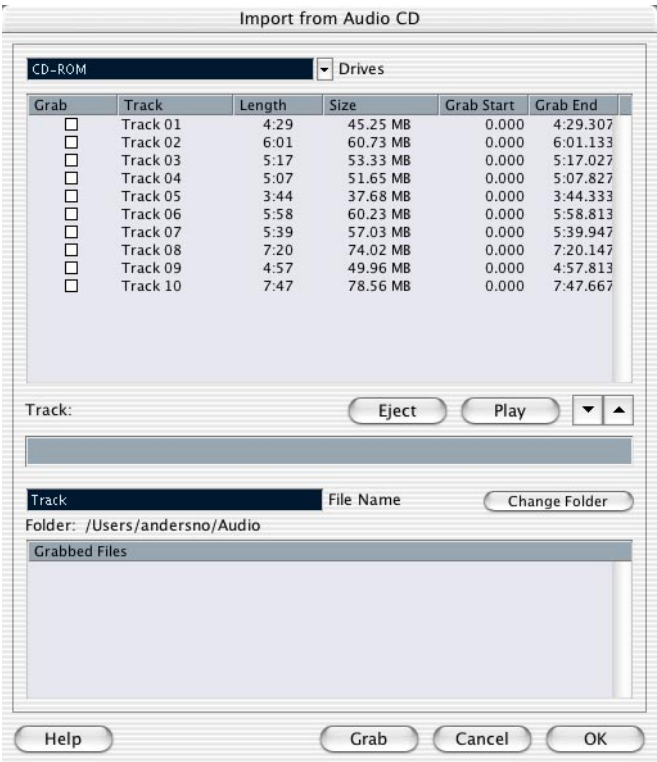 Import from Audio CD
CD-ROM Drives
Grab Track Length Size Grab Start Grab End
Track 01 4:29 45.25 MB 0.000 4:29.307
Track 02 6:01 60.73 MB 0.000 6:01.133
Track 03 5:17 53.33 MB 0.000 5:17.027
Track 04 5:07 51.65 MB 0.000 5:07.827
Track 05 3:44 37.68 MB 0.000 3:44.333
Track 06 5:58 60.23 MB 0.000 5:58.813
Track 07 5:39 57.03 MB 0.000 5:39.947
Track 08 7:20 74.02 MB 0.000 7:20.147
Track 09 4:57 49.96 MB 0.000 4:57.813
Track 10 7:47 78.56 MB 0.000 7:47.667
Track: Eject Play
Track File Name Change Folder
Folder: /Users/andersno/Audio
Grabbed Files
Help Grab Cancel OK